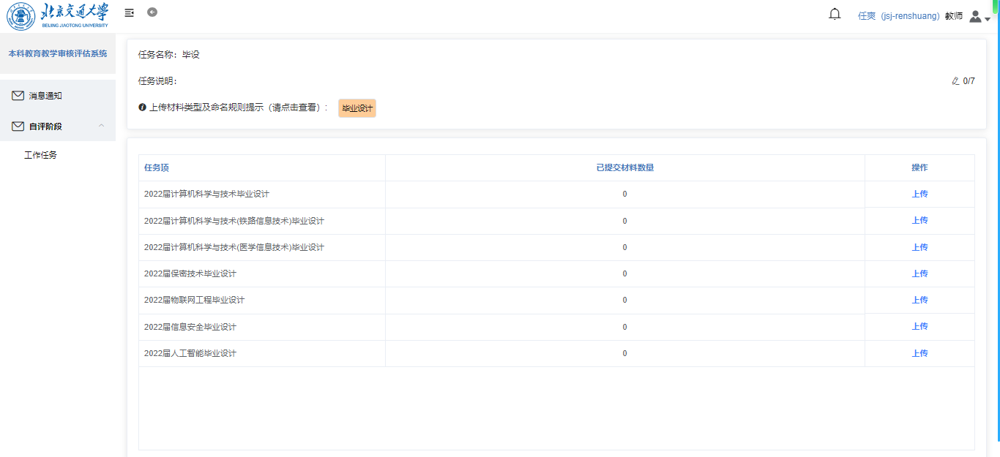 北京交通大学
BEIJING JIAOTONG UNIVERSITY
任爽 (jsj-renshuang) 教师
本科教育教学审核评估系统
消息通知
自评阶段
工作任务
任务名称：毕设
任务说明：
0/7
上传材料类型及命名规则提示（请点击查看）： 毕业设计
任务项 已提交材料数量 操作
2022届计算机科学与技术毕业设计 0 上传
2022届计算机科学与技术(铁路信息技术)毕业设计 0 上传
2022届计算机科学与技术(医学信息技术)毕业设计 0 上传
2022届保密技术毕业设计 0 上传
2022届物联网工程毕业设计 0 上传
2022届信息安全毕业设计 0 上传
2022届人工智能毕业设计 0 上传